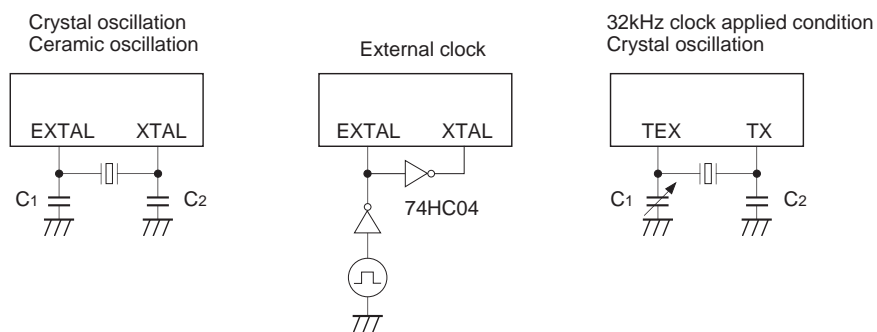 Crystal oscillation
Ceramic oscillation
EXTAL XTAL
C1 C2
External clock
EXTAL XTAL
74HC04
32kHz clock applied condition
Crystal oscillation
TEX TX
C1 C2